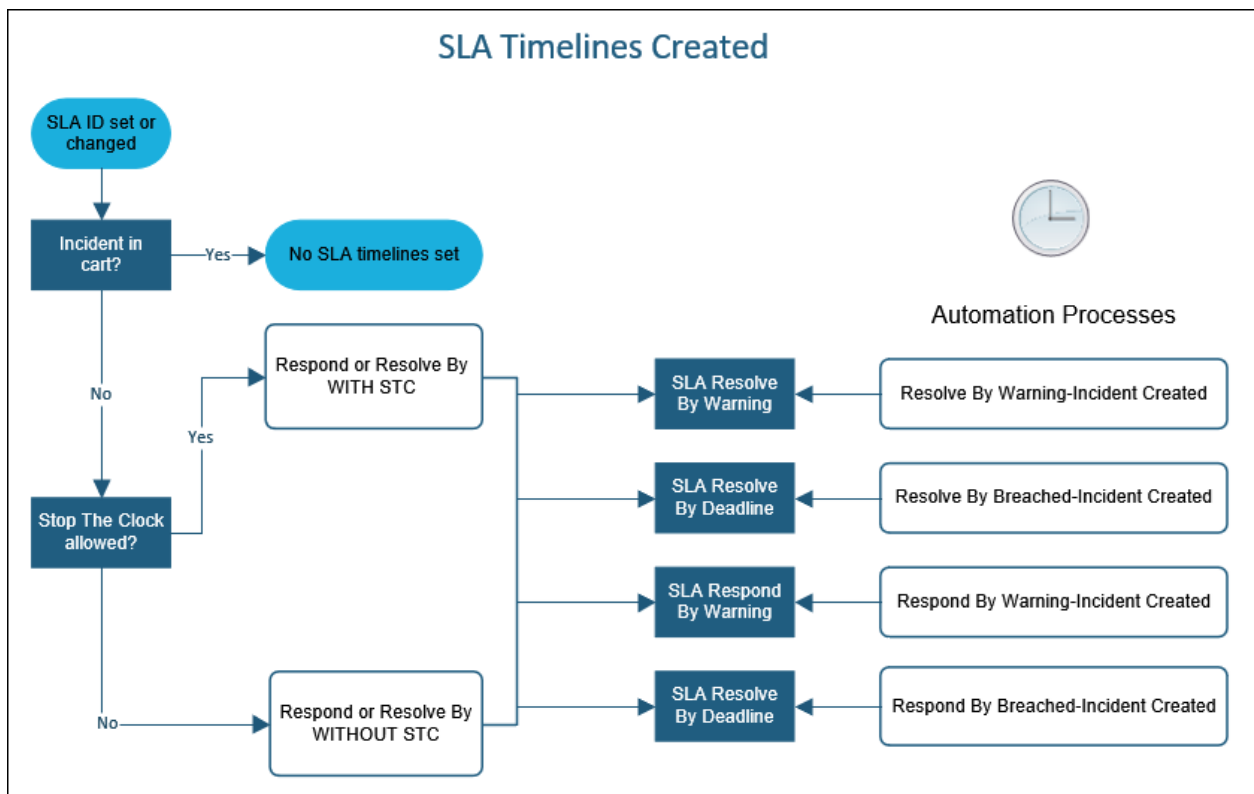 SLA Timelines Created
SLA ID set or
changed
Incident in
cart?
Yes
No SLA timelines set
Automation Processes
No
Respond or Resolve By
WITH STC
SLA Resolve
By Warning
Resolve By Warning-Incident Created
Yes
Stop The Clock
allowed?
SLA Resolve
By Deadline
Resolve By Breached-Incident Created
SLA Respond
By Warning
Respond By Warning-Incident Created
No
Respond or Resolve By
WITHOUT STC
SLA Resolve
By Deadline
Respond By Breached-Incident Created